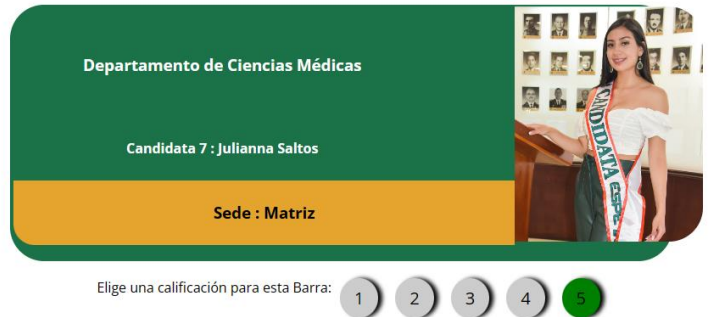 Departamento de Ciencias Médicas
Candidata 7 : Julianna Saltos
CANDIDATA ESPE
Sede : Matriz
Elige una calificación para esta Barra:
1 2 3 4 5